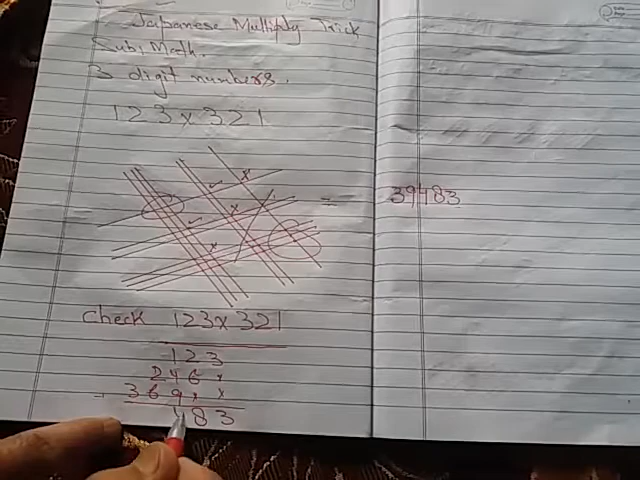 Japanese Multiply Trick
Sub: Math.
3 digit numbers.
123 x 321
= 39483
Check 123 x 321
123
246 x
369 x x
483